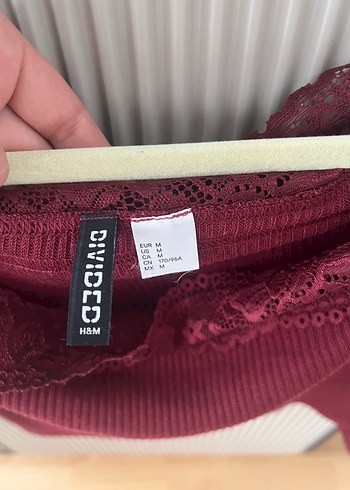 DIVIDED
H&M
EUR M
US M
CA M
CN 170/96A
MX M